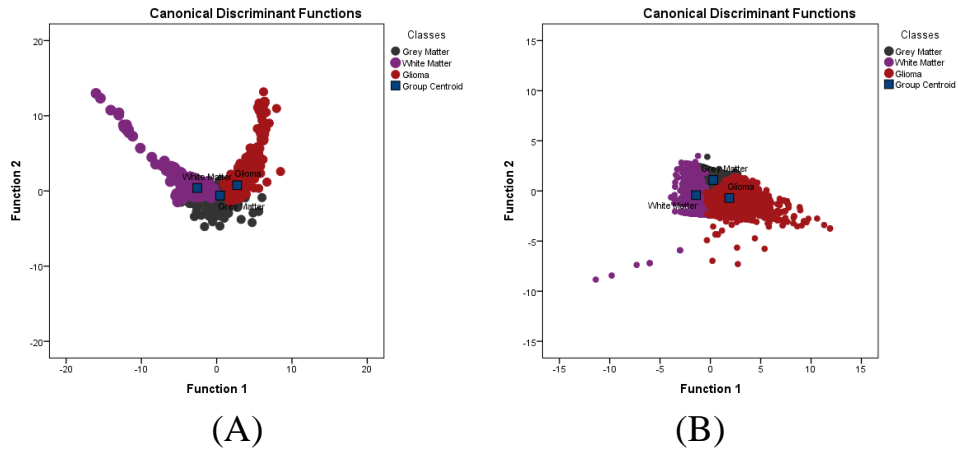 Canonical Discriminant Functions
Classes
Grey Matter
White Matter
Glioma
Group Centroid
20
10
0
-10
-20
Function 2
White Matter
Glioma
Grey Matter
-20
-10
0
10
20
Function 1
(A)
Canonical Discriminant Functions
Classes
Grey Matter
White Matter
Glioma
Group Centroid
15
10
5
0
-5
-10
-15
Function 2
Grey Matter
Glioma
White Matter
-15
-10
-5
0
5
10
15
Function 1
(B)